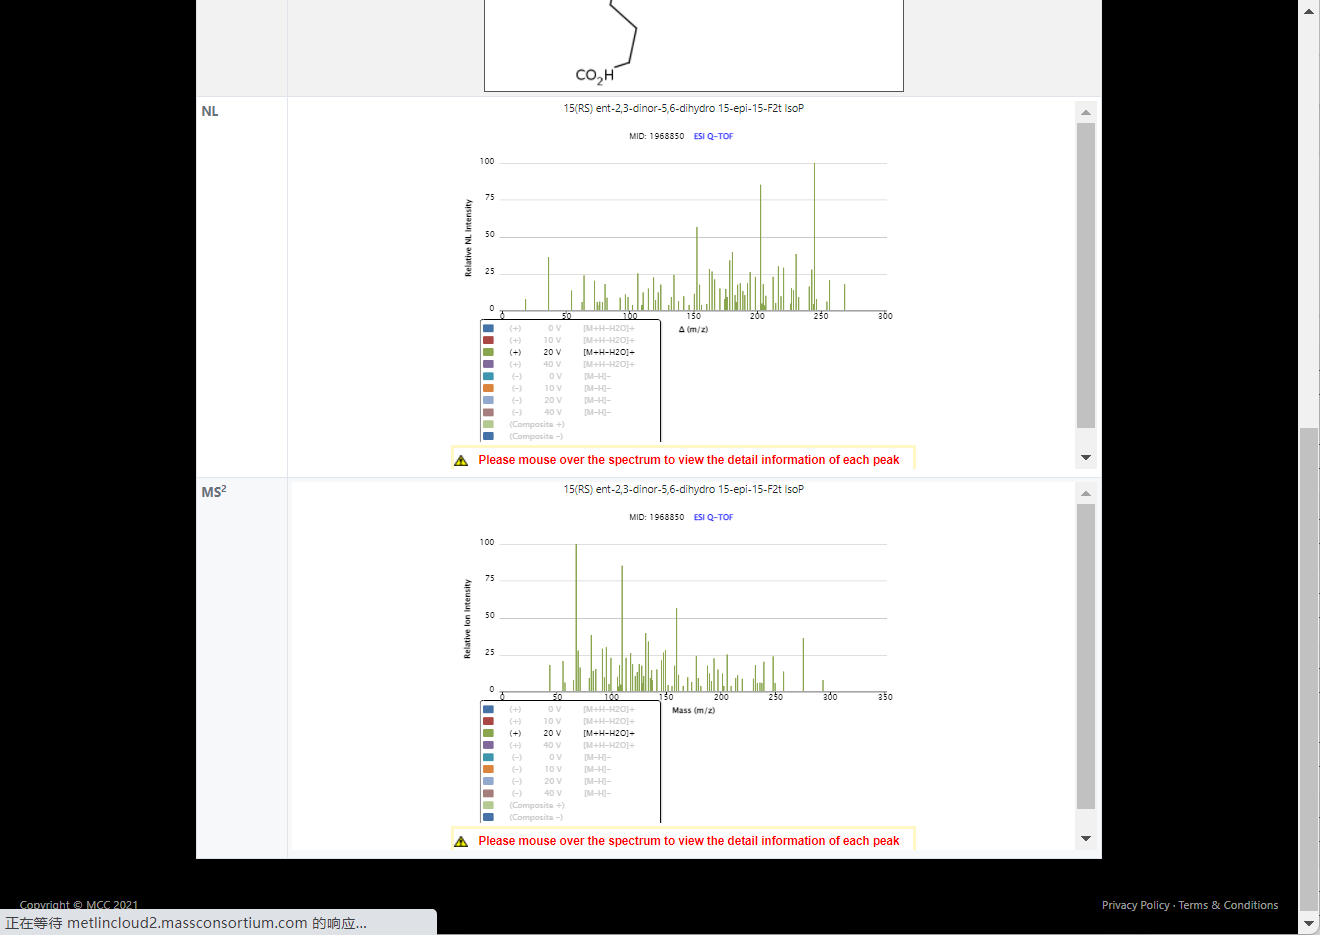 CO2H
NL
15(RS) ent-2,3-dinor-5,6-dihydro 15-epi-15-F2t IsoP
MID: 1968850 ESI Q-TOF
100
75
50
25
0
Relative NL Intensity
0 50 100 150 200 250 300
Δ (m/z)
(+) 0 V [M+H-H2O]+
(+) 10 V [M+H-H2O]+
(+) 20 V [M+H-H2O]+
(+) 40 V [M+H-H2O]+
(-) 0 V [M-H]-
(-) 10 V [M-H]-
(-) 20 V [M-H]-
(-) 40 V [M-H]-
(Composite +)
(Composite -)
Please mouse over the spectrum to view the detail information of each peak
MS2
15(RS) ent-2,3-dinor-5,6-dihydro 15-epi-15-F2t IsoP
MID: 1968850 ESI Q-TOF
100
75
50
25
0
Relative Ion Intensity
0 50 100 150 200 250 300 350
Mass (m/z)
(+) 0 V [M+H-H2O]+
(+) 10 V [M+H-H2O]+
(+) 20 V [M+H-H2O]+
(+) 40 V [M+H-H2O]+
(-) 0 V [M-H]-
(-) 10 V [M-H]-
(-) 20 V [M-H]-
(-) 40 V [M-H]-
(Composite +)
(Composite -)
Please mouse over the spectrum to view the detail information of each peak
Copyright © MCC 2021
Privacy Policy · Terms & Conditions
正在等待 metlincloud2.massconsortium.com 的响应...